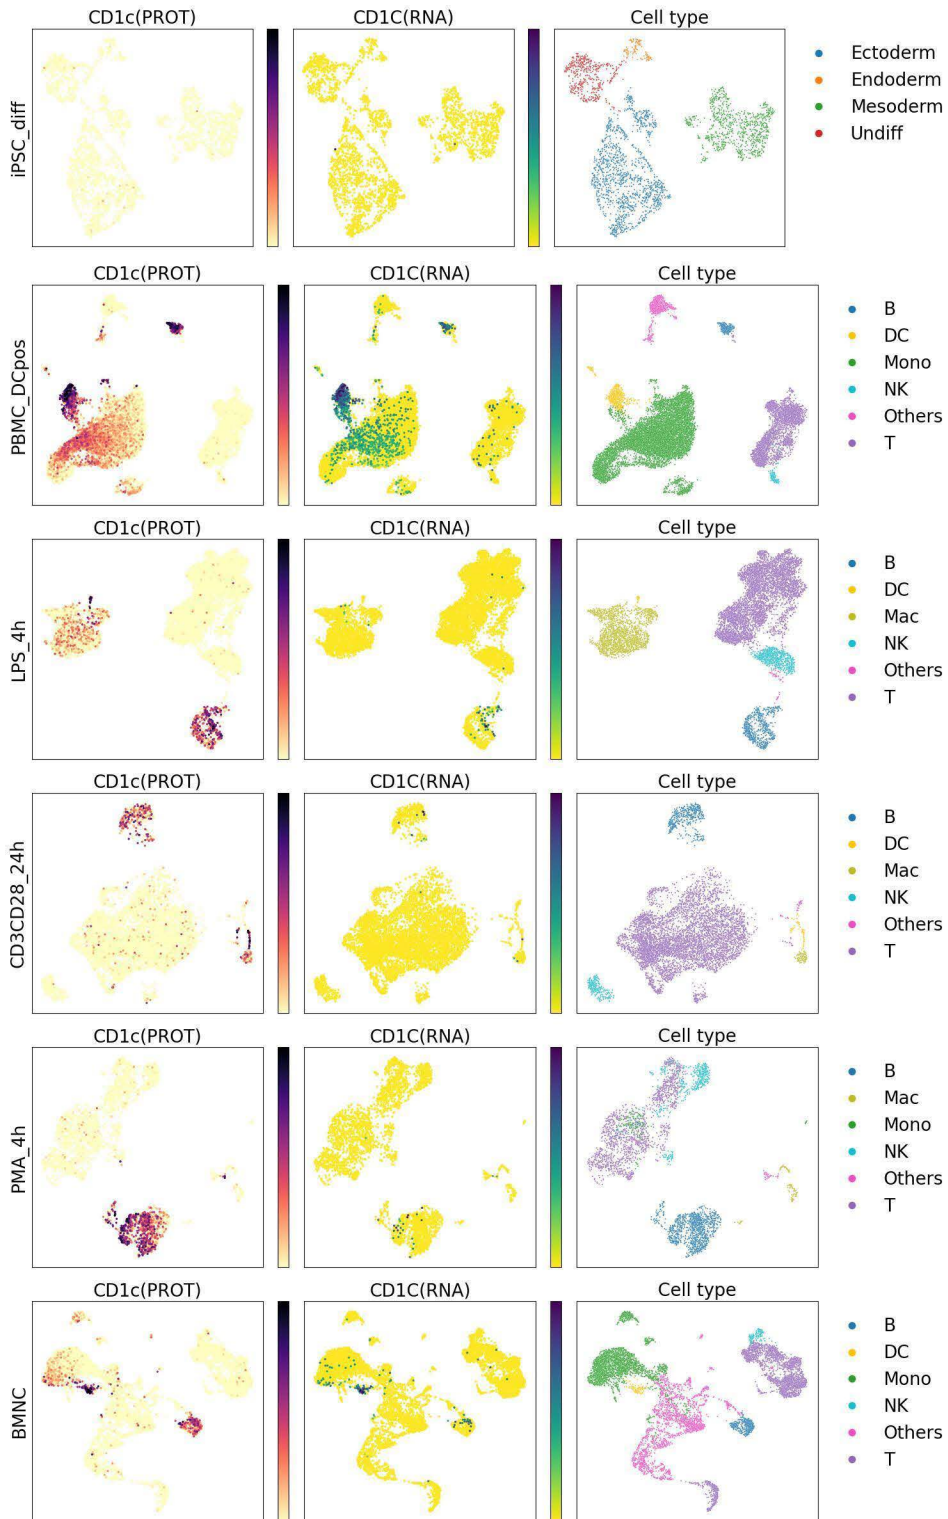 CD1c(PROT) CD1C(RNA) Cell type
iPSC_diff
Ectoderm
Endoderm
Mesoderm
Undiff
CD1c(PROT) CD1C(RNA) Cell type
PBMC_DCpos
B
DC
Mono
NK
Others
T
CD1c(PROT) CD1C(RNA) Cell type
LPS_4h
B
DC
Mac
NK
Others
T
CD1c(PROT) CD1C(RNA) Cell type
CD3CD28_24h
B
DC
Mac
NK
Others
T
CD1c(PROT) CD1C(RNA) Cell type
PMA_4h
B
Mac
Mono
NK
Others
T
CD1c(PROT) CD1C(RNA) Cell type
BMNC
B
DC
Mono
NK
Others
T